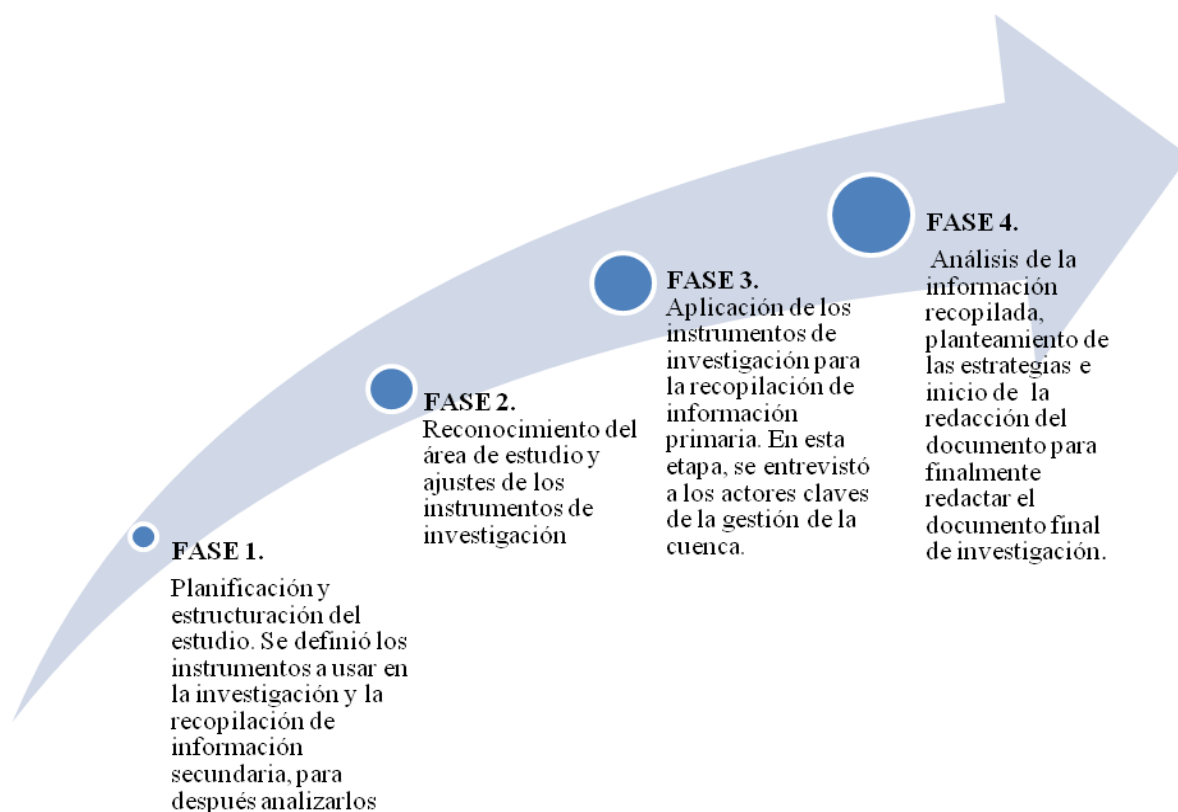 FASE 1.
Planificación y
estructuración del
estudio. Se definió los
instrumentos a usar en
la investigación y la
recopilación de
información
secundaria, para
después analizarlos
FASE 2.
Reconocimiento del
área de estudio y
ajustes de los
instrumentos de
investigación
FASE 3.
Aplicación de los
instrumentos de
investigación para
la recopilación de
información
primaria. En esta
etapa, se entrevistó
a los actores claves
de la gestión de la
cuenca.
FASE 4.
Análisis de la
información
recopilada,
planteamiento de
las estrategias e
inicio de la
redacción del
documento para
finalmente
redactar el
documento final
de investigación.